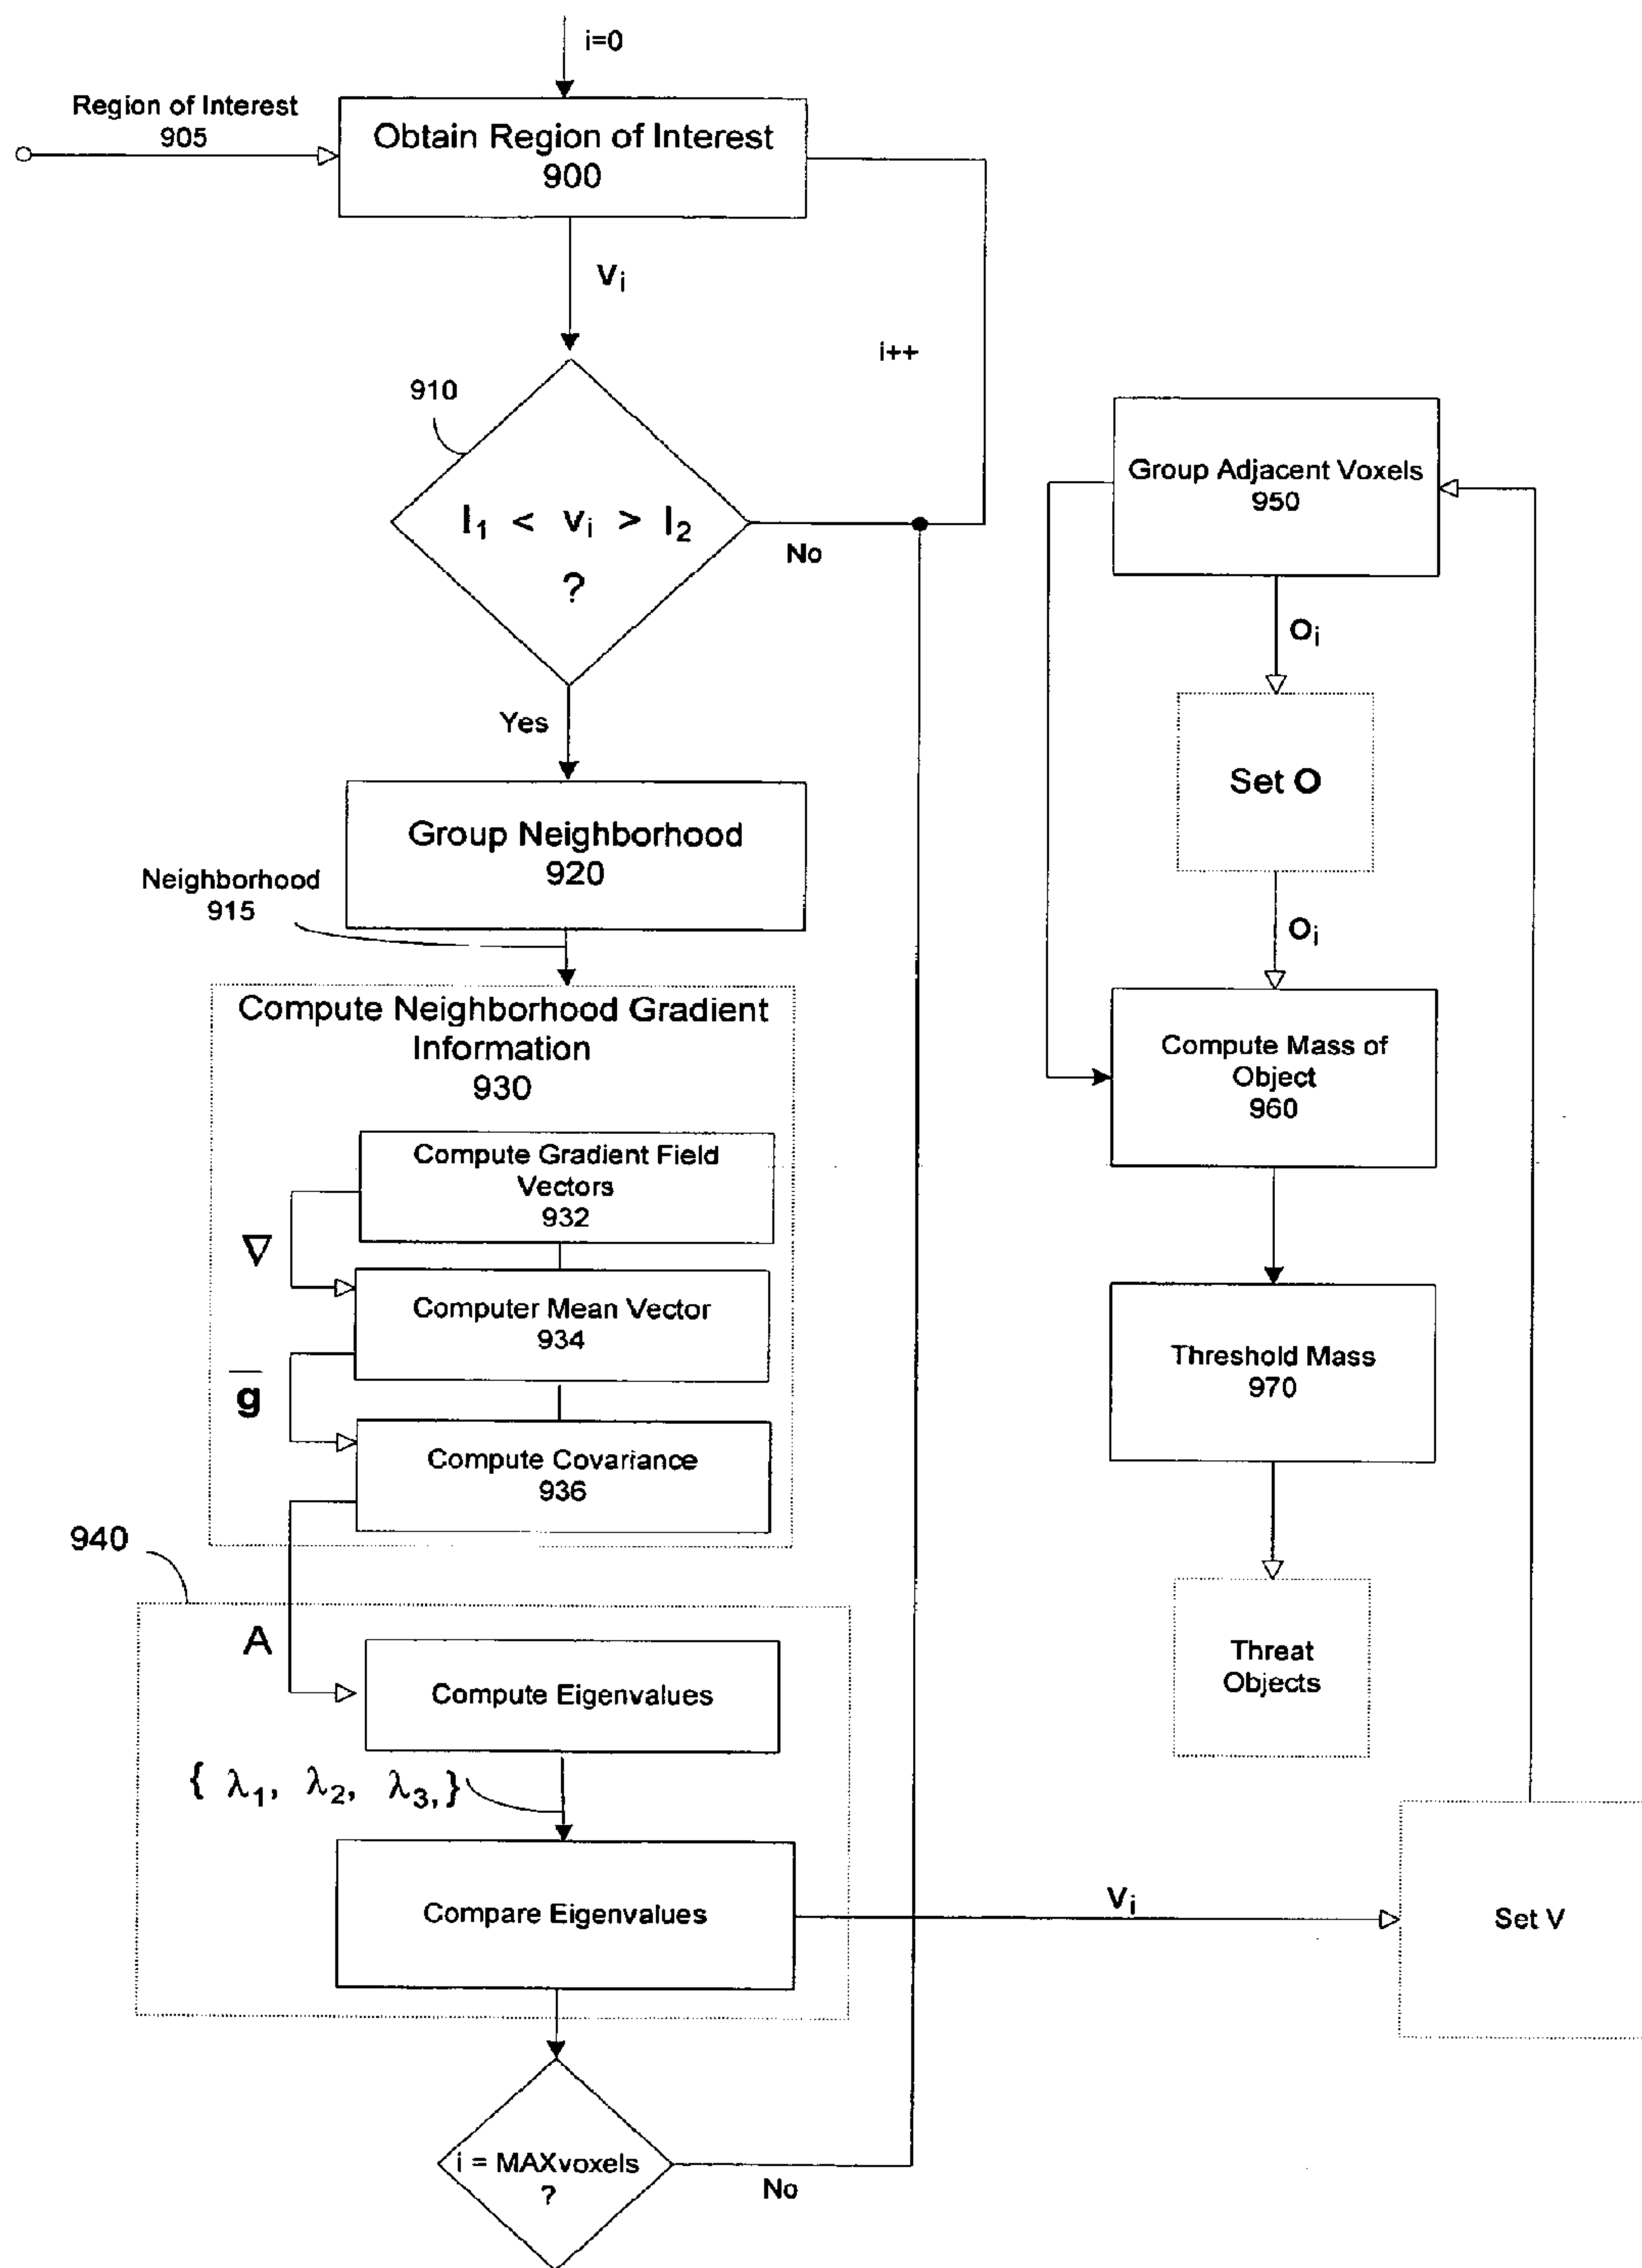 i=0
Region of Interest
905
Obtain Region of Interest
900
Vi
i++
910
I1 < vi > I2
?
No
Yes
Group Neighborhood
920
Neighborhood
915
Compute Neighborhood Gradient
Information
930
Compute Gradient Field
Vectors
932
∇
Computer Mean Vector
934
g̅
Compute Covariance
936
940
A
Compute Eigenvalues
{ λ1, λ2, λ3,}
Compare Eigenvalues
Vi
Set V
i = MAXvoxels
?
No
Group Adjacent Voxels
950
Oi
Set O
Oi
Compute Mass of
Object
960
Threshold Mass
970
Threat
Objects